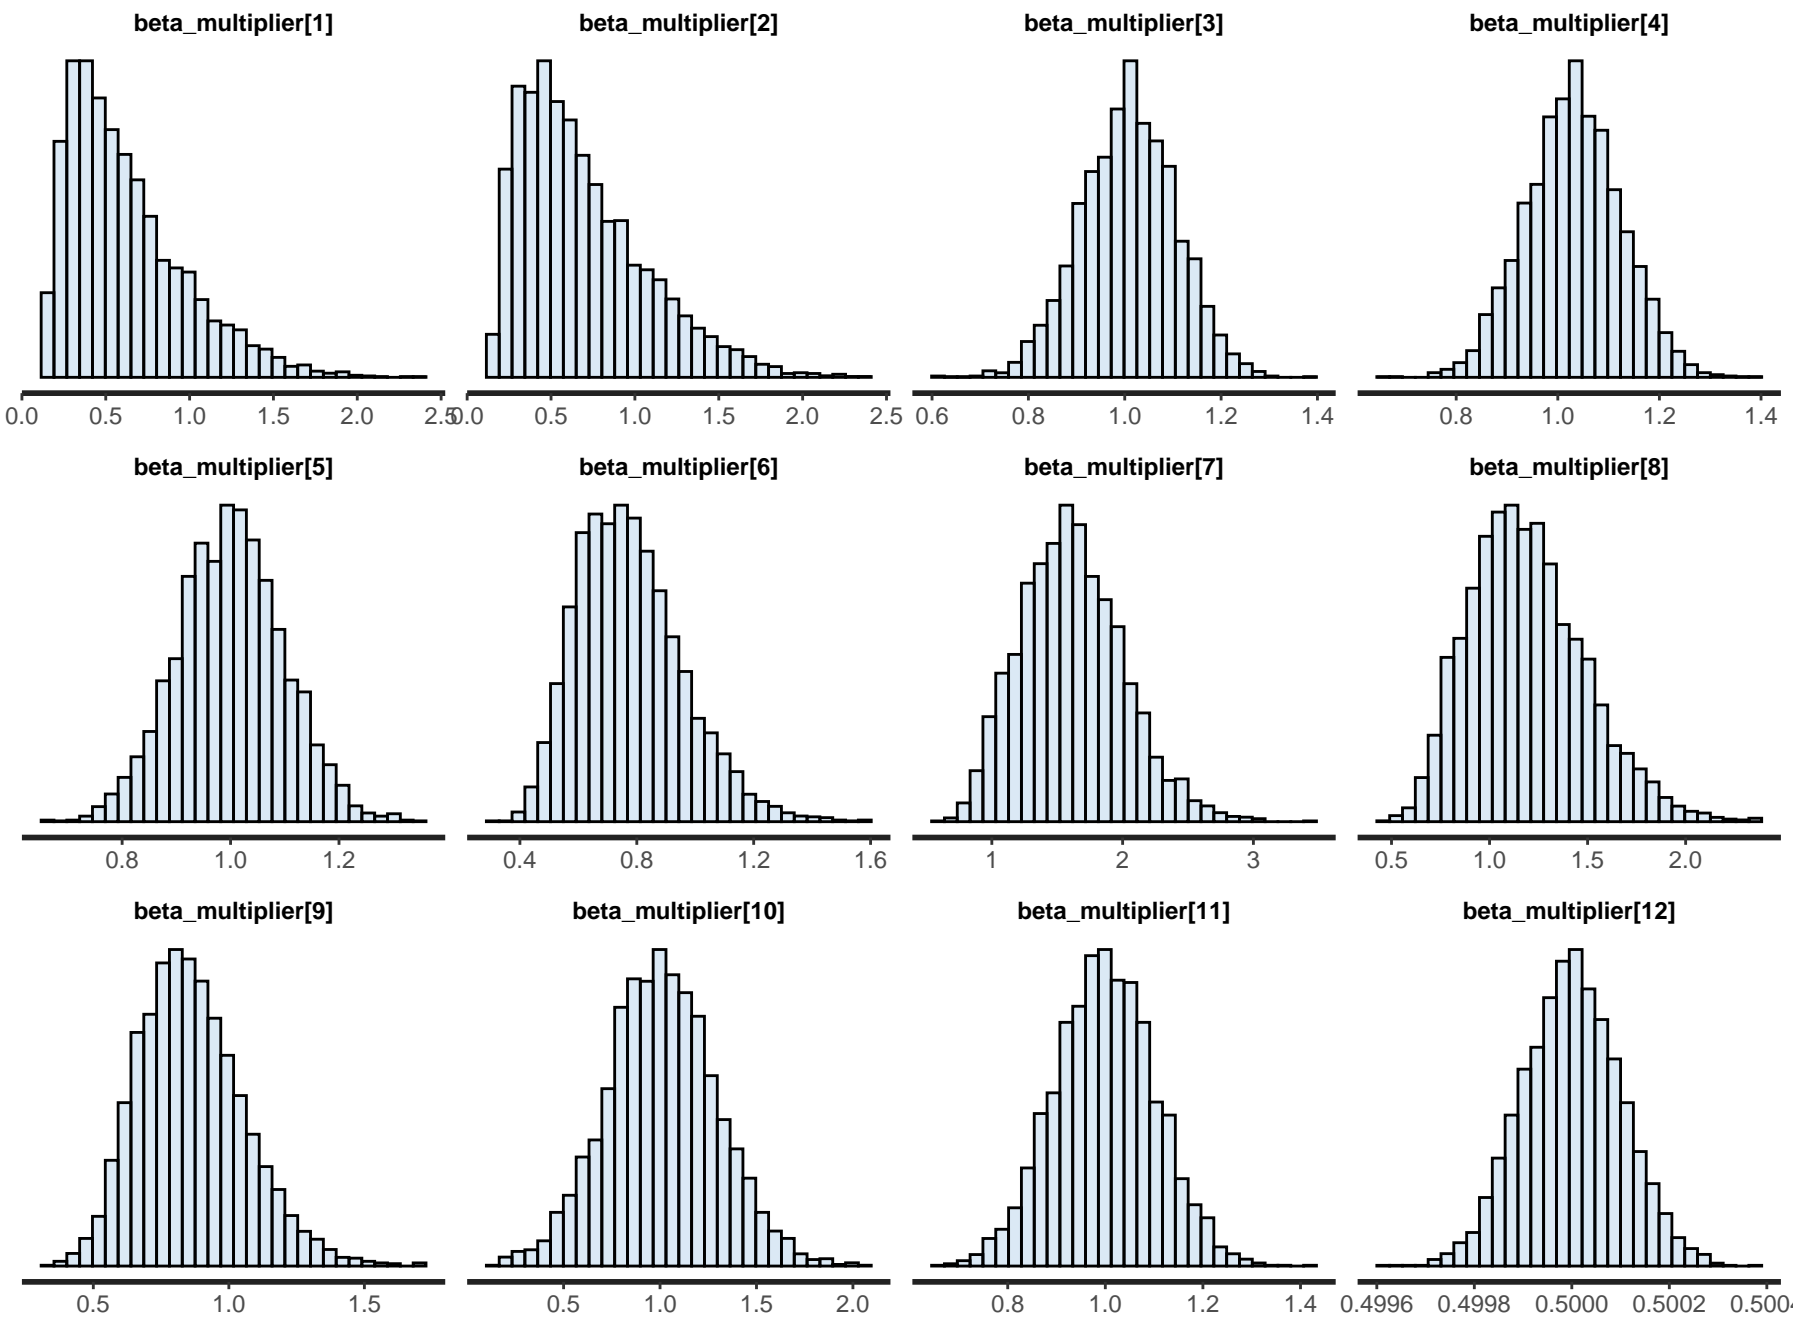 beta_multiplier[1] beta_multiplier[2] beta_multiplier[3] beta_multiplier[4]
0.0 0.5 1.0 1.5 2.0 2.5 0.0 0.5 1.0 1.5 2.0 2.5 0.6 0.8 1.0 1.2 1.4 0.8 1.0 1.2 1.4
beta_multiplier[5] beta_multiplier[6] beta_multiplier[7] beta_multiplier[8]
0.8 1.0 1.2 0.4 0.8 1.2 1.6 1 2 3 0.5 1.0 1.5 2.0
beta_multiplier[9] beta_multiplier[10] beta_multiplier[11] beta_multiplier[12]
0.5 1.0 1.5 0.5 1.0 1.5 2.0 0.8 1.0 1.2 1.4 0.4996 0.4998 0.5000 0.5002 0.5004